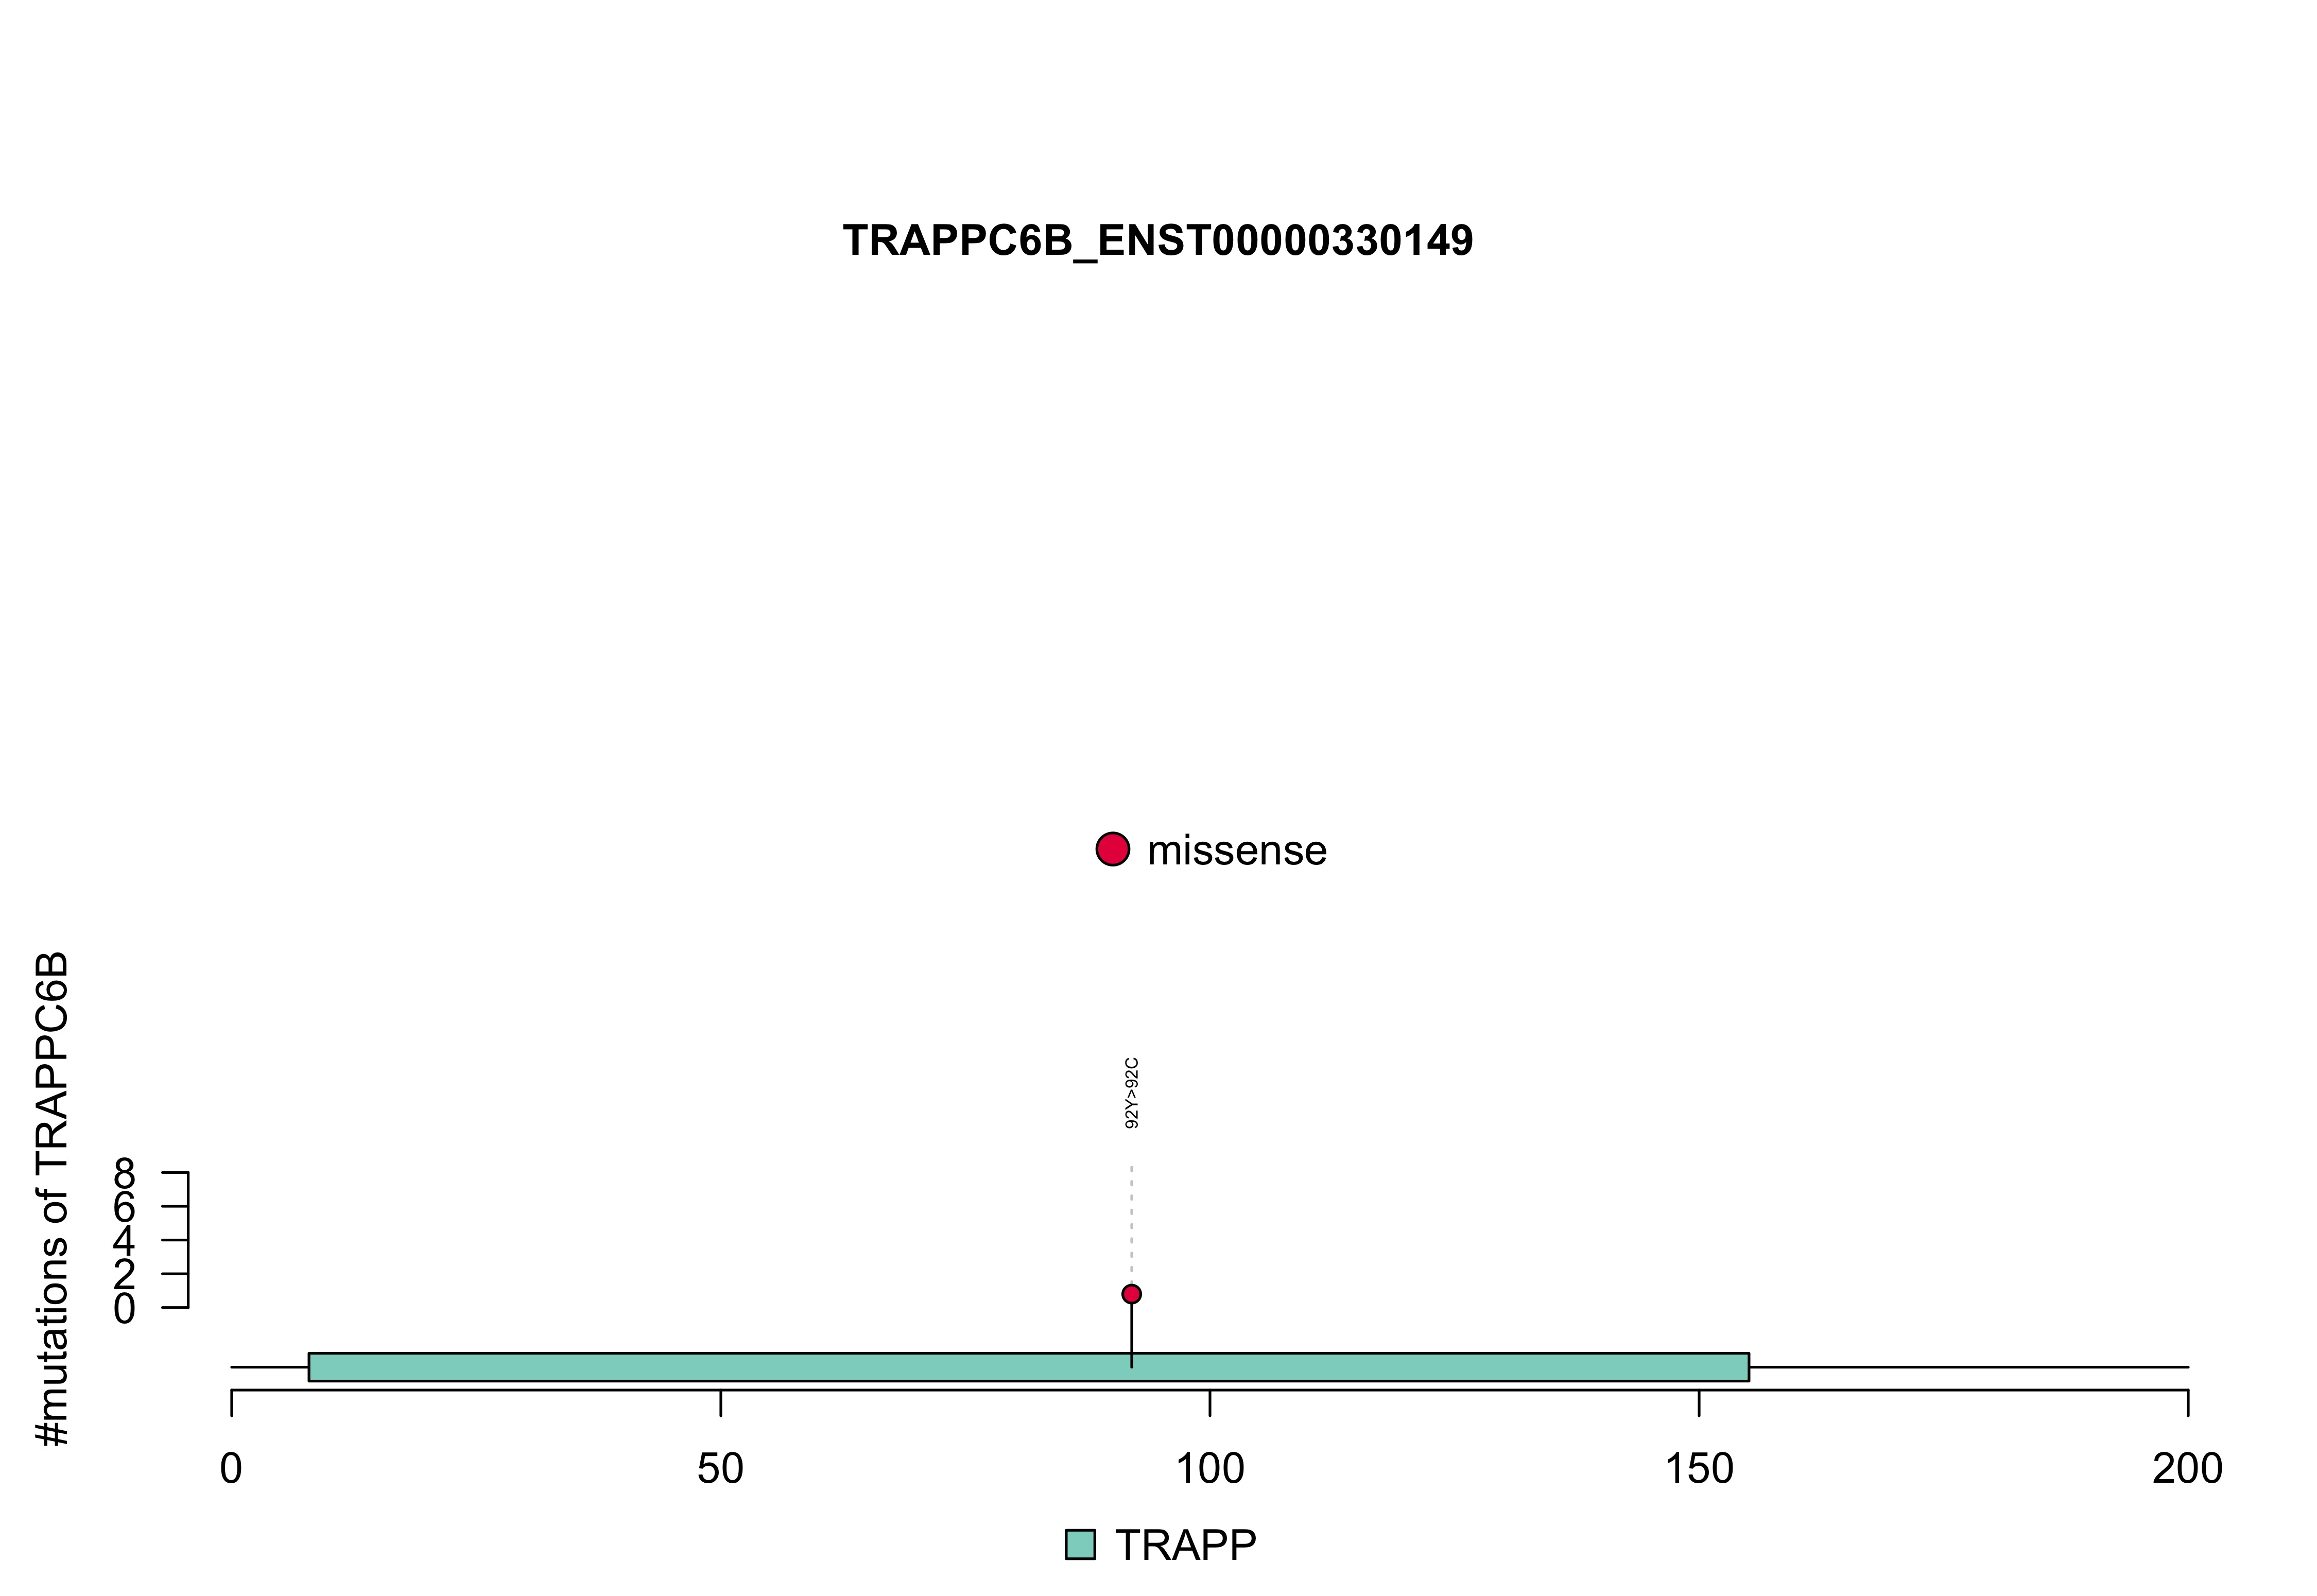 TRAPPC6B_ENST00000330149
missense
#mutations of TRAPPC6B
92Y>92C
8
6
4
2
0
0 50 100 150 200
TRAPP